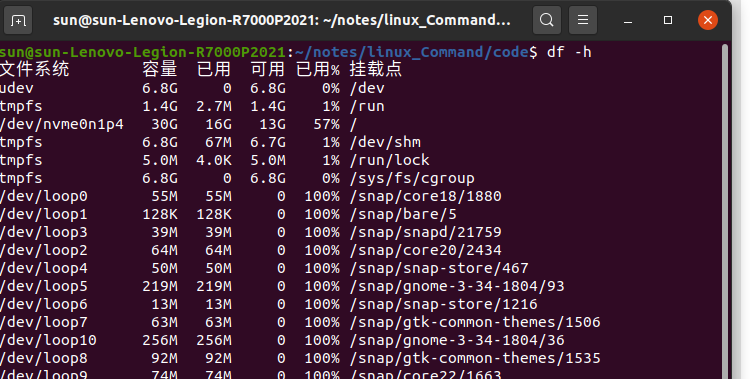 sun@sun-Lenovo-Legion-R7000P2021: ~/notes/linux_Command...
sun@sun-Lenovo-Legion-R7000P2021:~/notes/linux_Command/code$ df -h
文件系统 容量 已用 可用 已用% 挂载点
udev 6.8G 0 6.8G 0% /dev
tmpfs 1.4G 2.7M 1.4G 1% /run
/dev/nvme0n1p4 30G 16G 13G 57% /
tmpfs 6.8G 67M 6.7G 1% /dev/shm
tmpfs 5.0M 4.0K 5.0M 1% /run/lock
tmpfs 6.8G 0 6.8G 0% /sys/fs/cgroup
/dev/loop0 55M 55M 0 100% /snap/core18/1880
/dev/loop1 128K 128K 0 100% /snap/bare/5
/dev/loop3 39M 39M 0 100% /snap/snapd/21759
/dev/loop2 64M 64M 0 100% /snap/core20/2434
/dev/loop4 50M 50M 0 100% /snap/snap-store/467
/dev/loop5 219M 219M 0 100% /snap/gnome-3-34-1804/93
/dev/loop6 13M 13M 0 100% /snap/snap-store/1216
/dev/loop7 63M 63M 0 100% /snap/gtk-common-themes/1506
/dev/loop10 256M 256M 0 100% /snap/gnome-3-34-1804/36
/dev/loop8 92M 92M 0 100% /snap/gtk-common-themes/1535
/dev/loop9 74M 74M 0 100% /snap/core22/1663